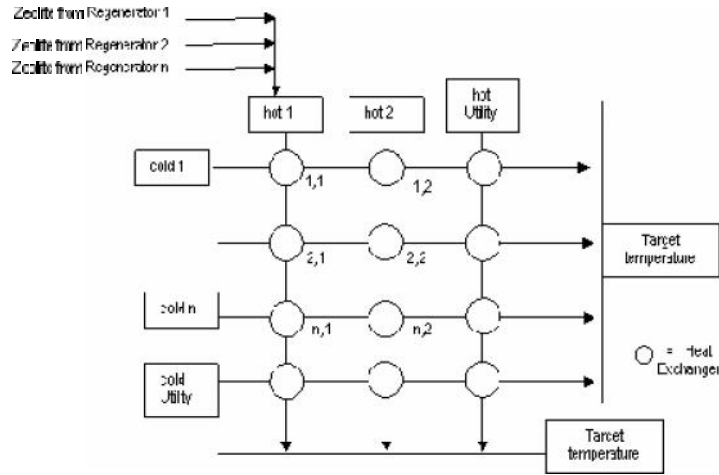 Zeolite from Regenerator 1
Zeolite from Regenerator 2
Zeolite from Regenerator n
hot 1
hot 2
hot
Utility
cold 1
1,1
1,2
2,1
2,2
Target
temperature
cold n
n,1
n,2
= Heat
Exchanger
cold
Utility
Target
temperature